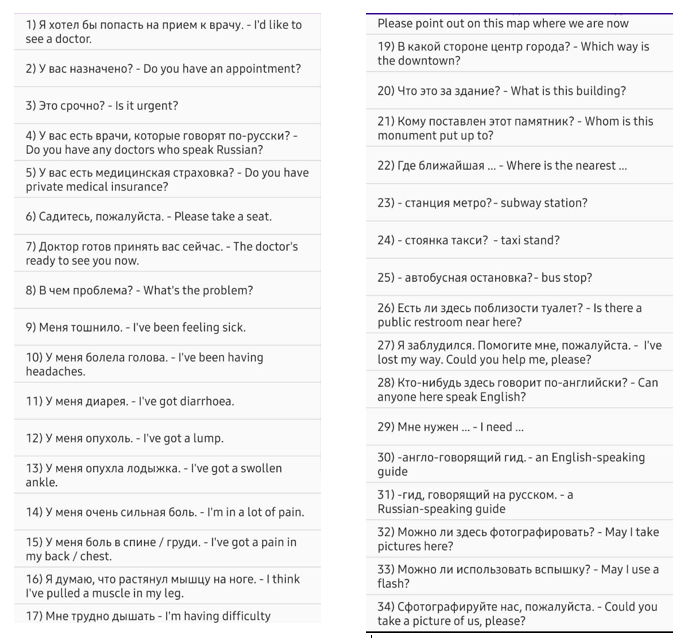 1) Я хотел бы попасть на прием к врачу. - I'd like to
see a doctor.
2) У вас назначено? - Do you have an appointment?
3) Это срочно? - Is it urgent?
4) У вас есть врачи, которые говорят по-русски? -
Do you have any doctors who speak Russian?
5) У вас есть медицинская страховка? - Do you have
private medical insurance?
6) Садитесь, пожалуйста. - Please take a seat.
7) Доктор готов принять вас сейчас. - The doctor's
ready to see you now.
8) В чем проблема? - What's the problem?
9) Меня тошнило. - I've been feeling sick.
10) У меня болела голова. - I've been having
headaches.
11) У меня диарея. - I've got diarrhoea.
12) У меня опухоль. - I've got a lump.
13) У меня опухла лодыжка. - I've got a swollen
ankle.
14) У меня очень сильная боль. - I'm in a lot of pain.
15) У меня боль в спине / груди. - I've got a pain in
my back / chest.
16) Я думаю, что растянул мышцу на ноге. - I think
I've pulled a muscle in my leg.
17) Мне трудно дышать - I'm having difficulty
Please point out on this map where we are now
19) В какой стороне центр города? - Which way is
the downtown?
20) Что это за здание? - What is this building?
21) Кому поставлен этот памятник? - Whom is this
monument put up to?
22) Где ближайшая ... - Where is the nearest ...
23) - станция метро? - subway station?
24) - стоянка такси? - taxi stand?
25) - автобусная остановка? - bus stop?
26) Есть ли здесь поблизости туалет? - Is there a
public restroom near here?
27) Я заблудился. Помогите мне, пожалуйста. - I've
lost my way. Could you help me, please?
28) Кто-нибудь здесь говорит по-английски? - Can
anyone here speak English?
29) Мне нужен ... - I need ...
30) -англо-говорящий гид. - an English-speaking
guide
31) -гид, говорящий на русском. - a
Russian-speaking guide
32) Можно ли здесь фотографировать? - May I take
pictures here?
33) Можно ли использовать вспышку? - May I use a
flash?
34) Сфотографируйте нас, пожалуйста. - Could you
take a picture of us, please?